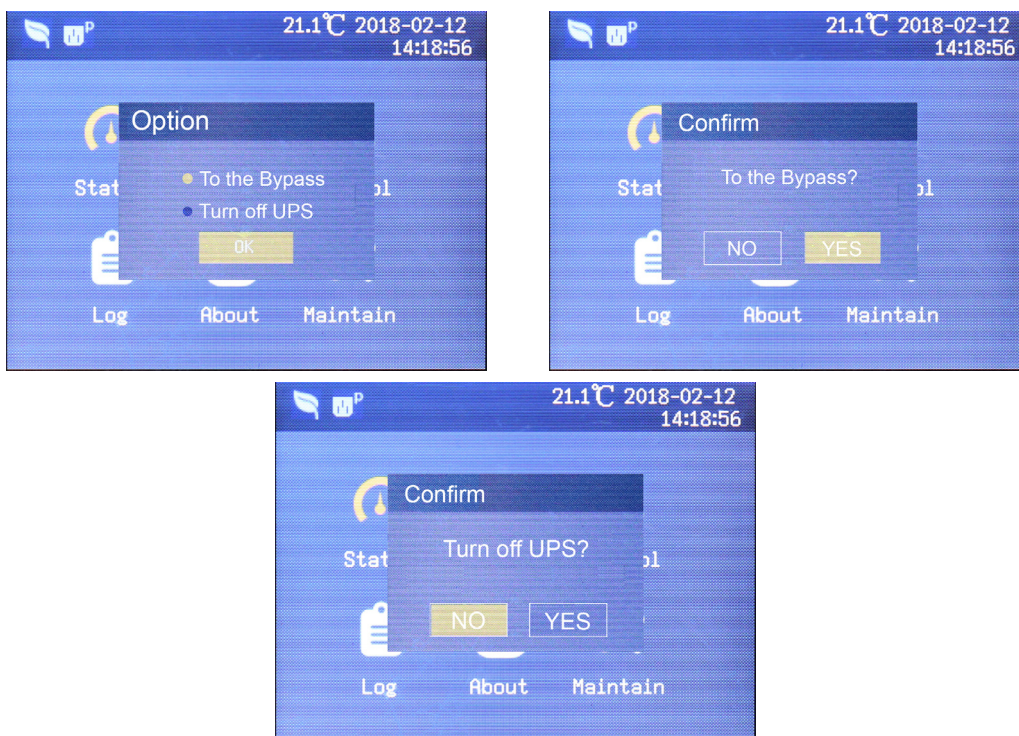 P
21.1℃ 2018-02-12
14:18:56
Option
To the Bypass
Turn off UPS
OK
Stat
ol
Log About Maintain
P
21.1℃ 2018-02-12
14:18:56
Confirm
To the Bypass?
NO YES
Stat
ol
Log About Maintain
P
21.1℃ 2018-02-12
14:18:56
Confirm
Turn off UPS?
NO YES
Stat
ol
Log About Maintain